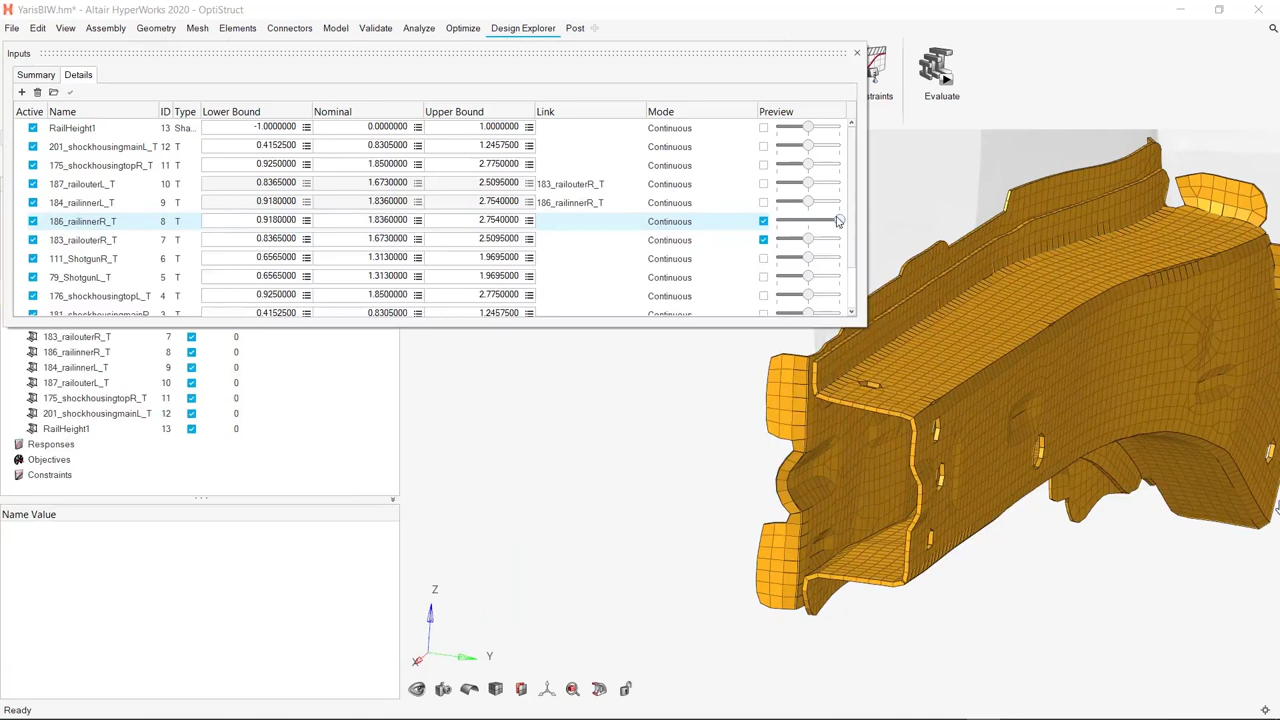 YarisBIW.hm* - Altair HyperWorks 2020 - OptiStruct
File Edit View Assembly Geometry Mesh Elements Connectors Model Validate Analyze Optimize Design Explorer Post
Inputs
Summary Details
Evaluate
Active Name ID Type Lower Bound Nominal Upper Bound Link Mode Preview
RailHeight1 13 Sha... -1.0000000 0.0000000 1.0000000 Continuous
201_shockhousingmainL_T 12 T 0.4152500 0.8305000 1.2457500 Continuous
175_shockhousingtopR_T 11 T 0.9250000 1.8500000 2.7750000 Continuous
187_railouterL_T 10 T 0.8365000 1.6730000 2.5095000 183_railouterR_T Continuous
184_railinnerL_T 9 T 0.9180000 1.8360000 2.7540000 186_railinnerR_T Continuous
186_railinnerR_T 8 T 0.9180000 1.8360000 2.7540000 Continuous
183_railouterR_T 7 T 0.8365000 1.6730000 2.5095000 Continuous
111_ShotgunR_T 6 T 0.6565000 1.3130000 1.9695000 Continuous
79_ShotgunL_T 5 T 0.6565000 1.3130000 1.9695000 Continuous
176_shockhousingtopL_T 4 T 0.9250000 1.8500000 2.7750000 Continuous
0.4152500 0.8305000 1.2457500 Continuous
183_railouterR_T 7 0
186_railinnerR_T 8 0
184_railinnerL_T 9 0
187_railouterL_T 10 0
175_shockhousingtopR_T 11 0
201_shockhousingmainL_T 12 0
RailHeight1 13 0
Responses
Objectives
Constraints
Name Value
Z
Y
X
Ready